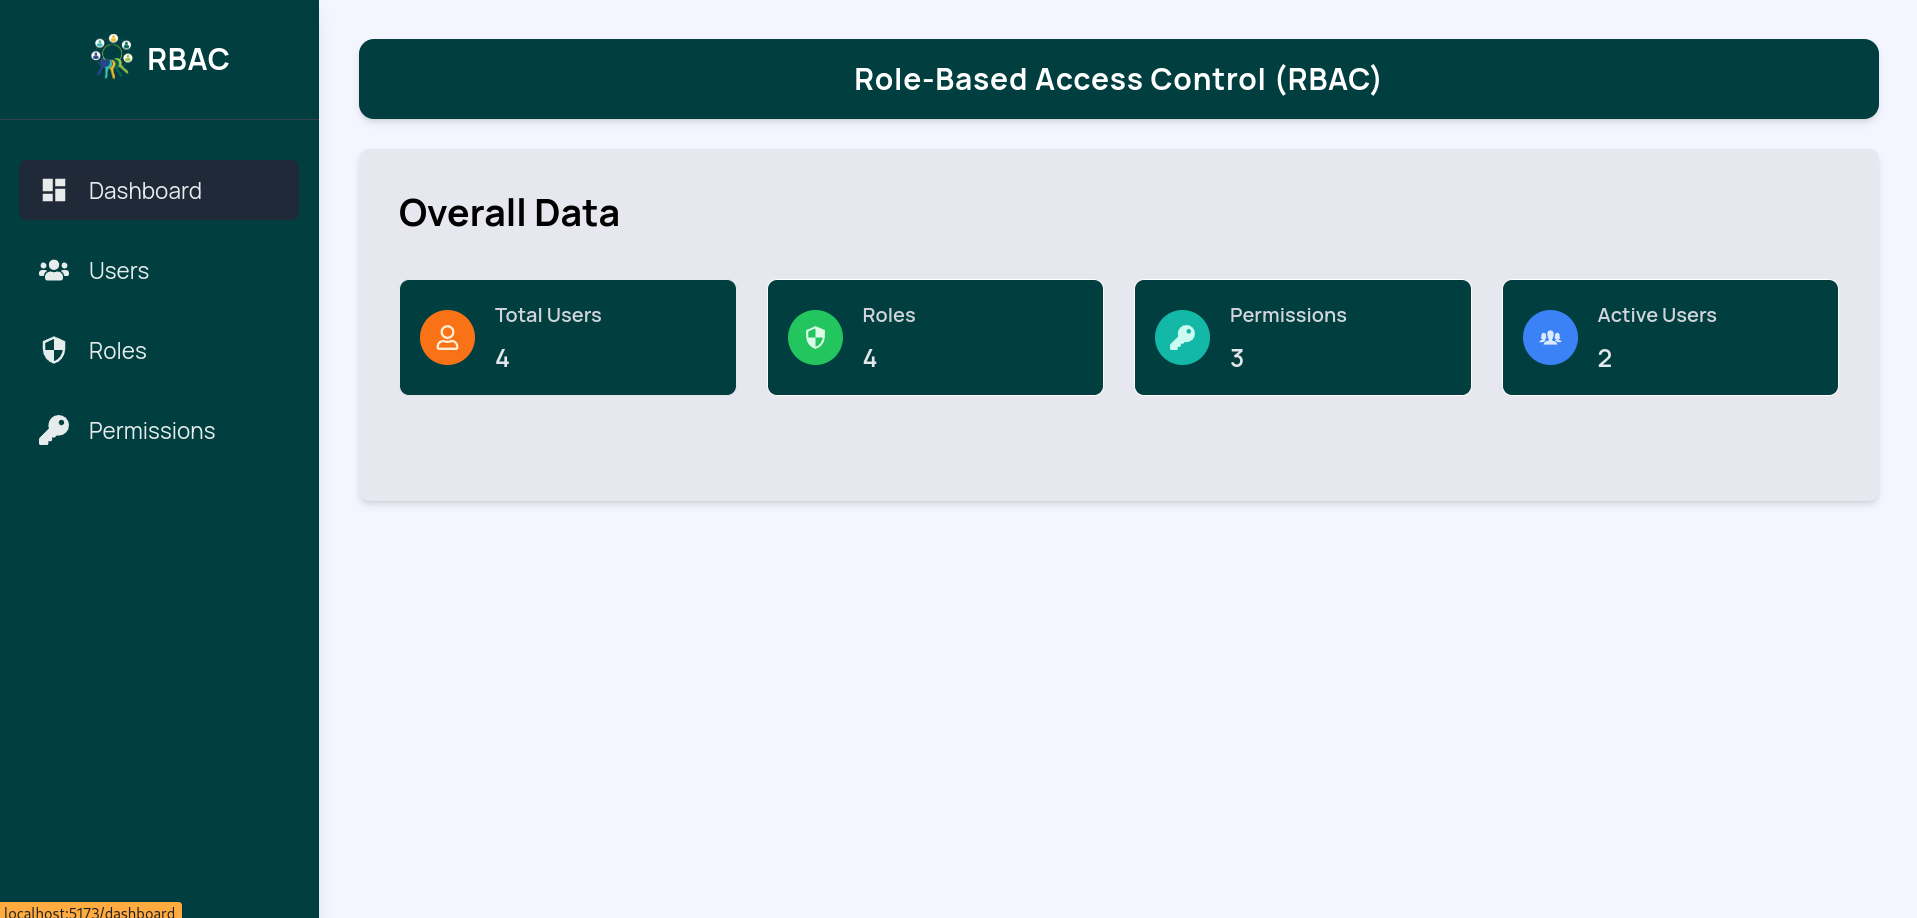 RBAC
Dashboard
Users
Roles
Permissions
Role-Based Access Control (RBAC)
Overall Data
Total Users
4
Roles
4
Permissions
3
Active Users
2
localhost:5173/dashboard